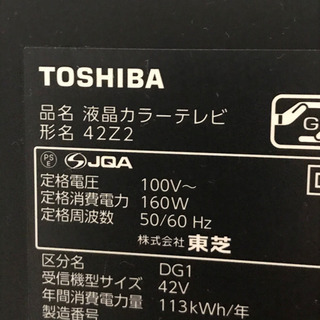 TOSHIBA
品名 液晶カラーテレビ
形名 42Z2
PS E JQA
定格電圧 100V～
定格消費電力 160W
定格周波数 50/60 Hz
株式会社 東芝
区分名 DG1
受信機型サイズ 42V
年間消費電力量 113kWh/年
製造番号